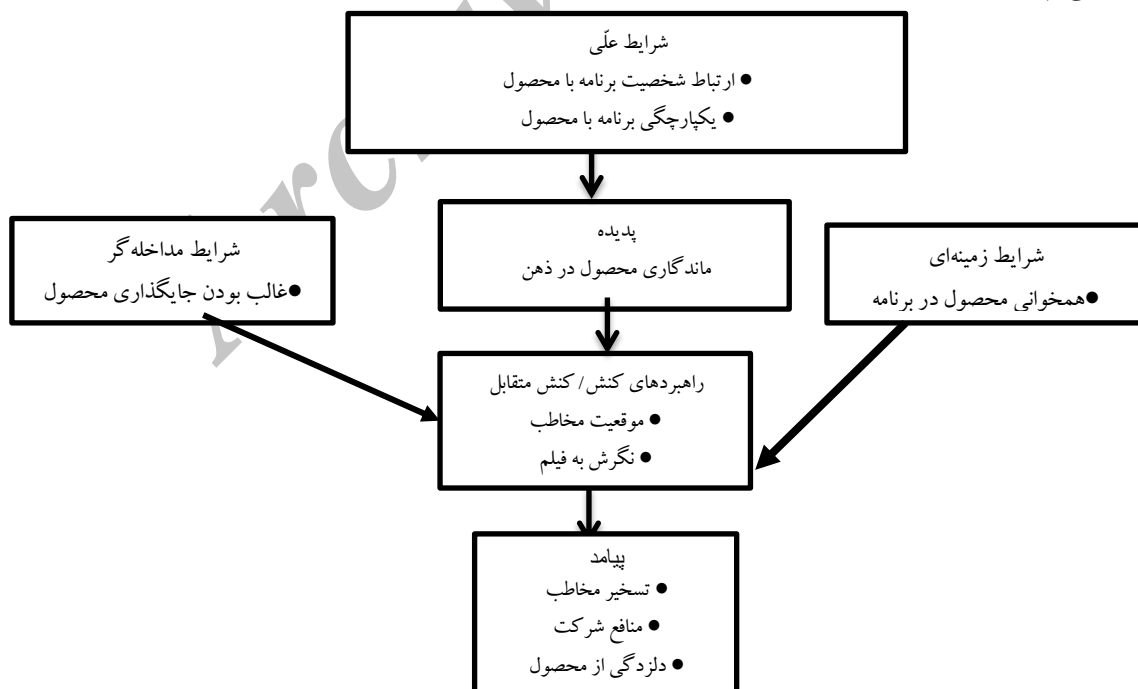 شرایط علّی
● ارتباط شخصیت برنامه با محصول
● یکپارچگی برنامه با محصول
پدیده
ماندگاری محصول در ذهن
شرایط زمینه‌ای
●همخوانی محصول در برنامه
شرایط مداخله‌گر
●غالب بودن جایگذاری محصول
راهبردهای کنش/ کنش متقابل
● موقعیت مخاطب
● نگرش به فیلم
پیامد
● تسخیر مخاطب
● منافع شرکت
● دلزدگی از محصول